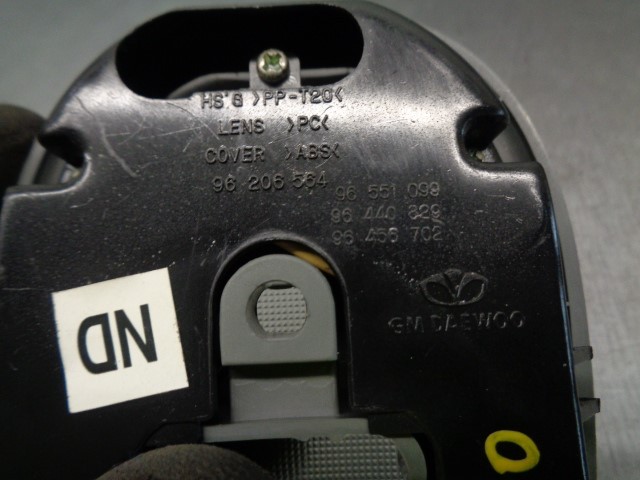 HS'G >PP-T20<
LENS >PC<
COVER >ABS<
96 206 564
96 551 099
96 440 829
96 456 702
GM DAEWOO
ND